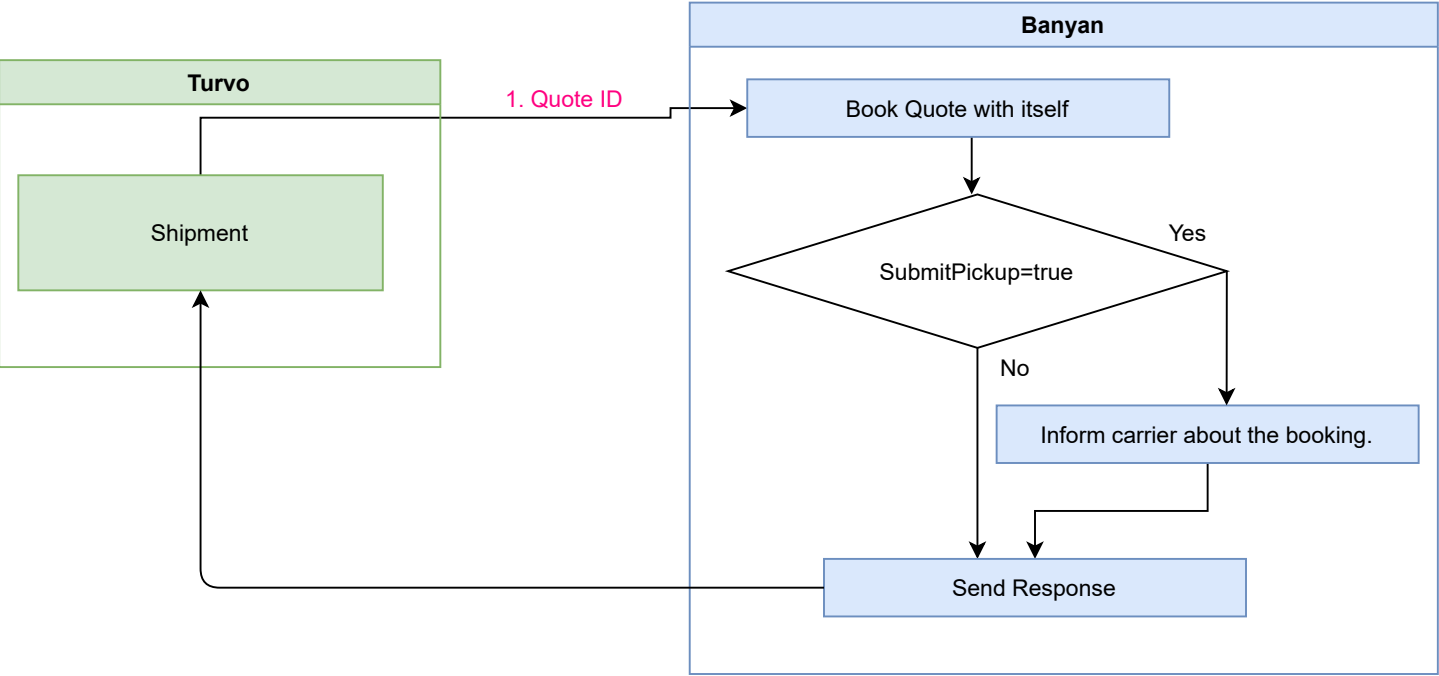 Banyan
Turvo
1. Quote ID
Book Quote with itself
Shipment
Yes
SubmitPickup=true
No
Inform carrier about the booking.
Send Response